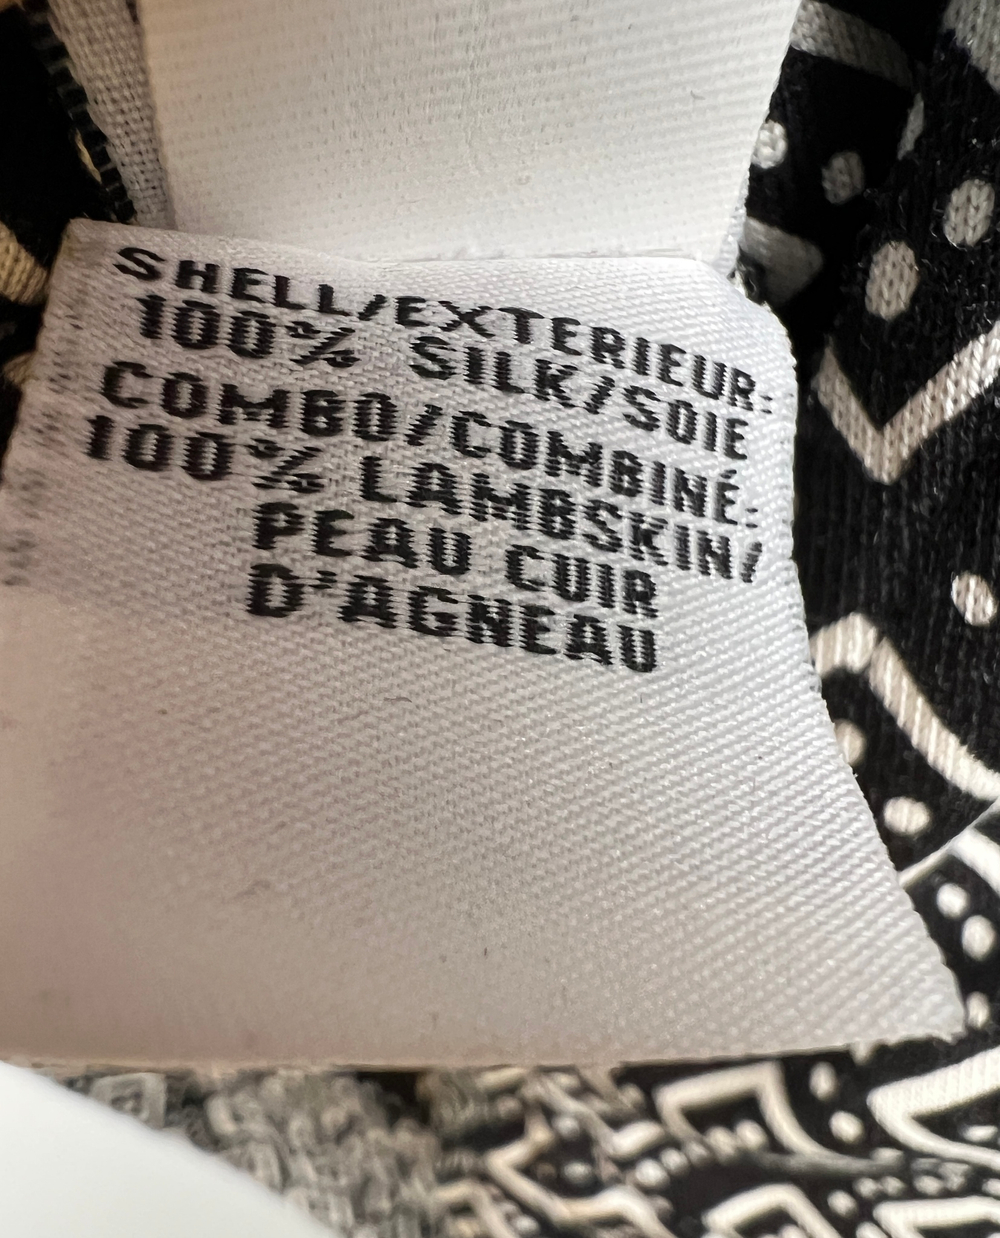 SHELL/EXTERIEUR:
100% SILK/SOIE
COMBO/COMBINÉ:
100% LAMBSKIN/
PEAU CUIR
D'AGNEAU